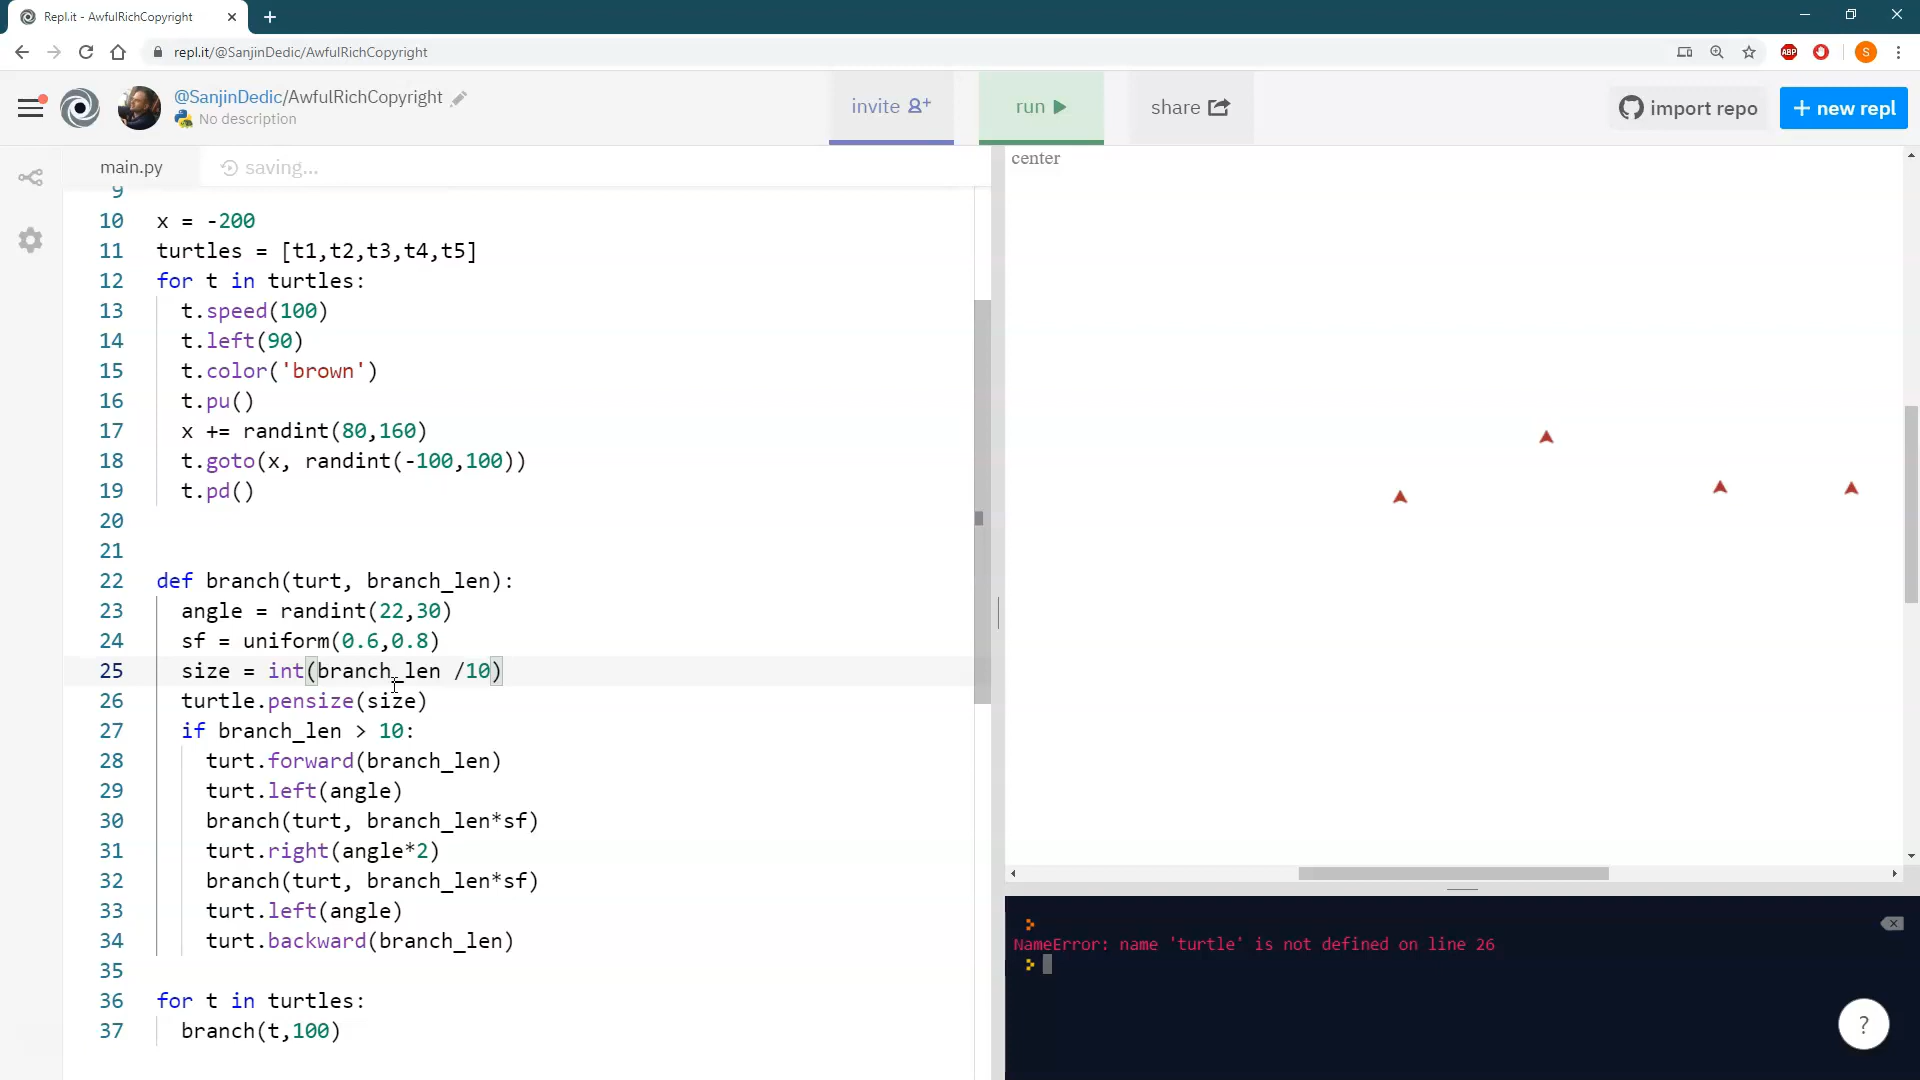 Repl.it - AwfulRichCopyright
repl.it/@SanjinDedic/AwfulRichCopyright
ABP
S
@SanjinDedic/AwfulRichCopyright
No description
invite
run
share
import repo
+ new repl
main.py
saving...
center
9
10 x = -200
11 turtles = [t1,t2,t3,t4,t5]
12 for t in turtles:
13 t.speed(100)
14 t.left(90)
15 t.color('brown')
16 t.pu()
17 x += randint(80,160)
18 t.goto(x, randint(-100,100))
19 t.pd()
20
21
22 def branch(turt, branch_len):
23 angle = randint(22,30)
24 sf = uniform(0.6,0.8)
25 size = int(branch_len /10)
26 turtle.pensize(size)
27 if branch_len > 10:
28 turt.forward(branch_len)
29 turt.left(angle)
30 branch(turt, branch_len*sf)
31 turt.right(angle*2)
32 branch(turt, branch_len*sf)
33 turt.left(angle)
34 turt.backward(branch_len)
35
36 for t in turtles:
37 branch(t,100)
NameError: name 'turtle' is not defined on line 26
?